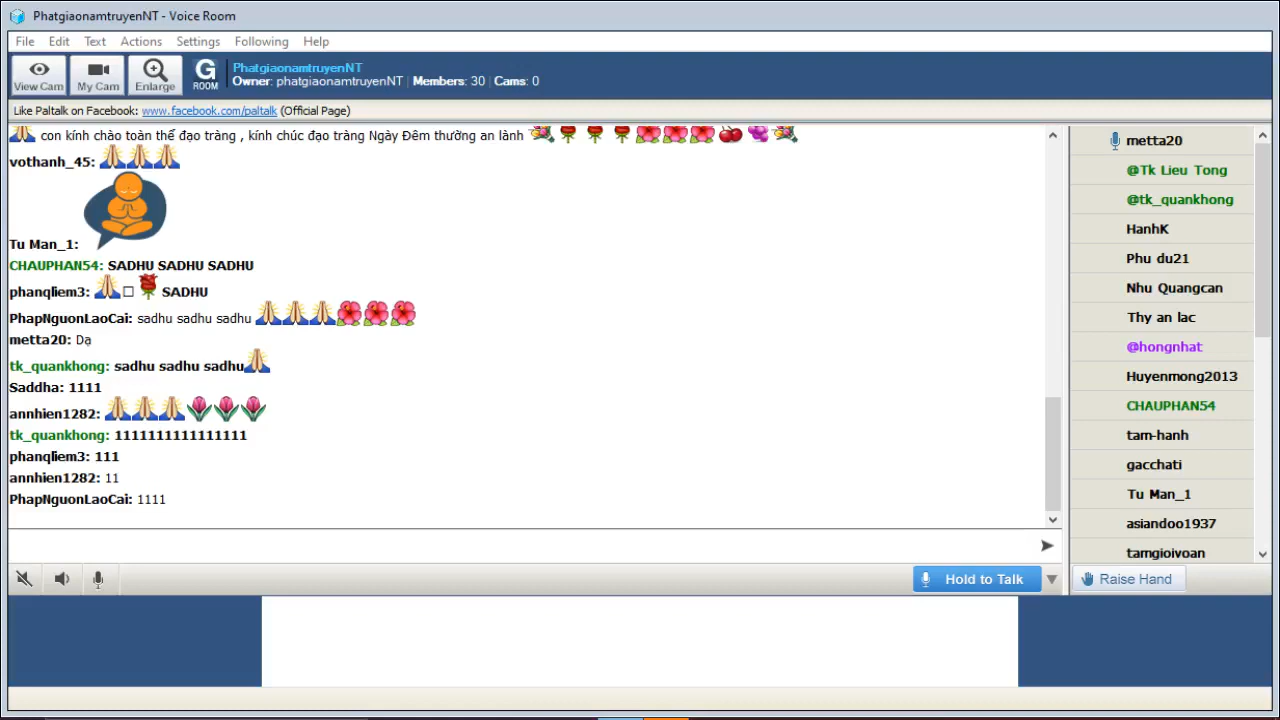 PhatgiaonamtruyenNT - Voice Room
File Edit Text Actions Settings Following Help
View Cam My Cam Enlarge G ROOM
PhatgiaonamtruyenNT
Owner: phatgiaonamtruyenNT | Members: 30 | Cams: 0
Like Paltalk on Facebook: www.facebook.com/paltalk (Official Page)
con kính chào toàn thể đạo tràng , kính chúc đạo tràng Ngày Đêm thường an lành
vothanh_45:
Tu Man_1:
CHAUPHAN54: SADHU SADHU SADHU
phanqliem3: SADHU
PhapNguonLaoCai: sadhu sadhu sadhu
metta20: Dạ
tk_quankhong: sadhu sadhu sadhu
Saddha: 1111
annhien1282:
tk_quankhong: 1111111111111111
phanqliem3: 111
annhien1282: 11
PhapNguonLaoCai: 1111
metta20
@Tk Lieu Tong
@tk_quankhong
HanhK
Phu du21
Nhu Quangcan
Thy an lac
@hongnhat
Huyenmong2013
CHAUPHAN54
tam-hanh
gacchati
Tu Man_1
asiandoo1937
tamgioivoan
Hold to Talk
Raise Hand